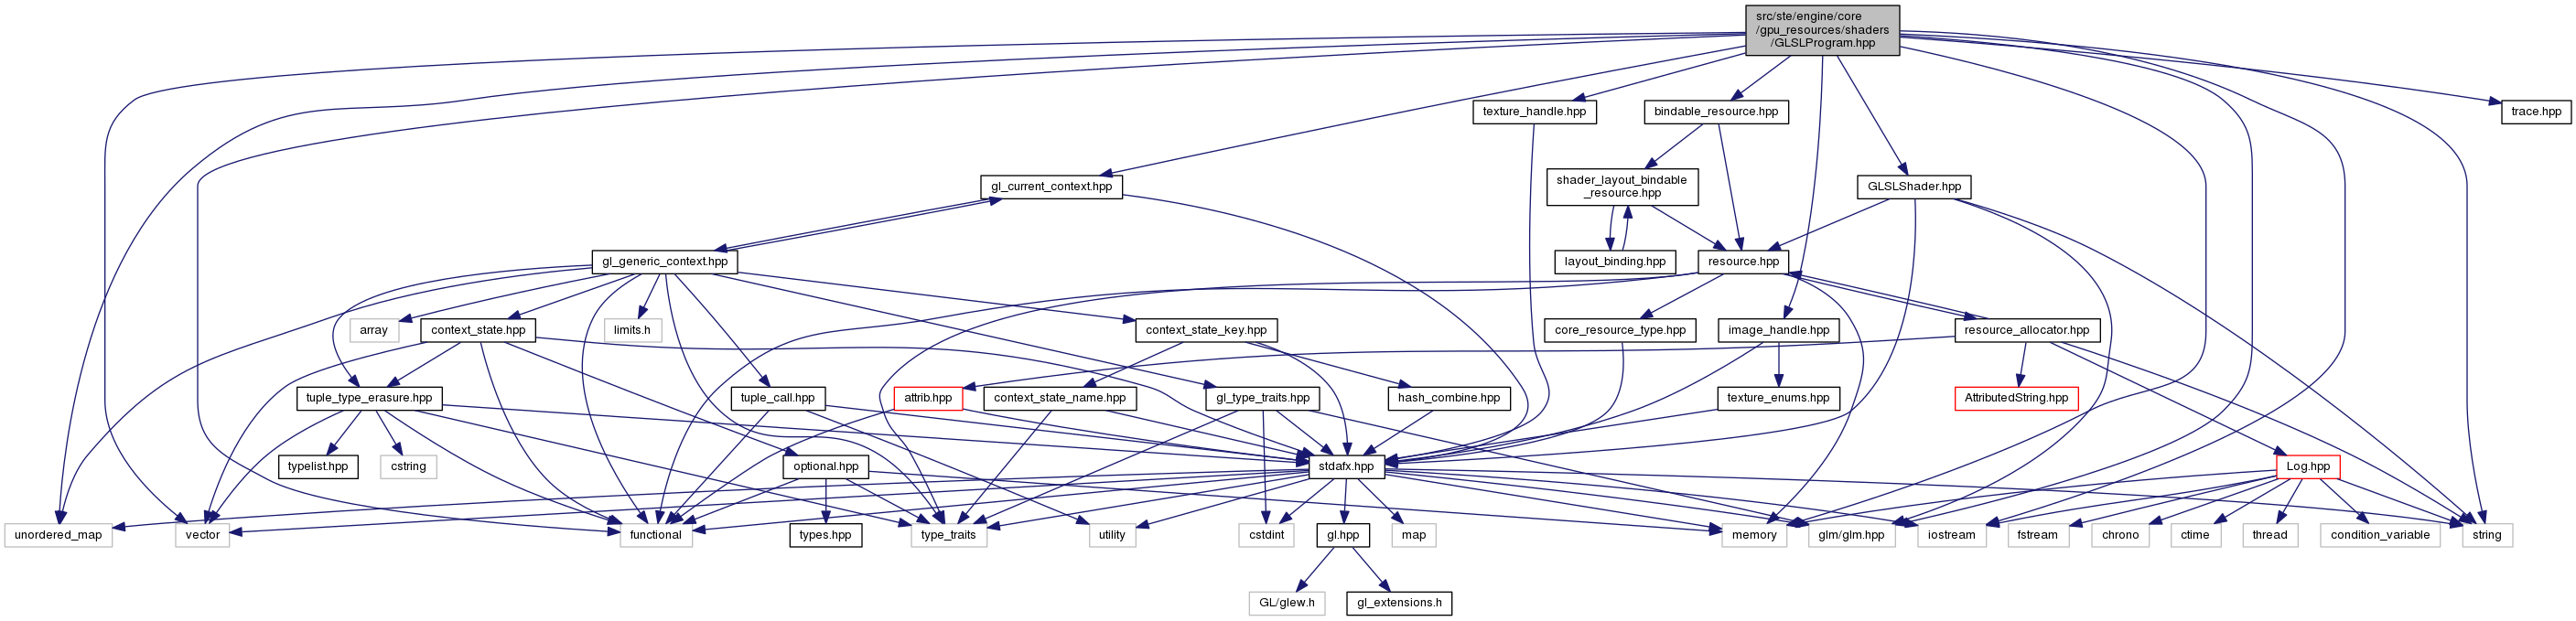 src/ste/engine/core
/gpu_resources/shaders
/GLSLProgram.hpp
texture_handle.hpp
bindable_resource.hpp
trace.hpp
gl_current_context.hpp
shader_layout_bindable
_resource.hpp
GLSLShader.hpp
gl_generic_context.hpp
layout_binding.hpp
resource.hpp
array
context_state.hpp
limits.h
context_state_key.hpp
core_resource_type.hpp
image_handle.hpp
resource_allocator.hpp
tuple_type_erasure.hpp
tuple_call.hpp
attrib.hpp
context_state_name.hpp
gl_type_traits.hpp
hash_combine.hpp
texture_enums.hpp
AttributedString.hpp
typelist.hpp
cstring
optional.hpp
stdafx.hpp
Log.hpp
unordered_map
vector
functional
types.hpp
type_traits
utility
cstdint
gl.hpp
map
memory
glm/glm.hpp
iostream
fstream
chrono
ctime
thread
condition_variable
string
GL/glew.h
gl_extensions.h